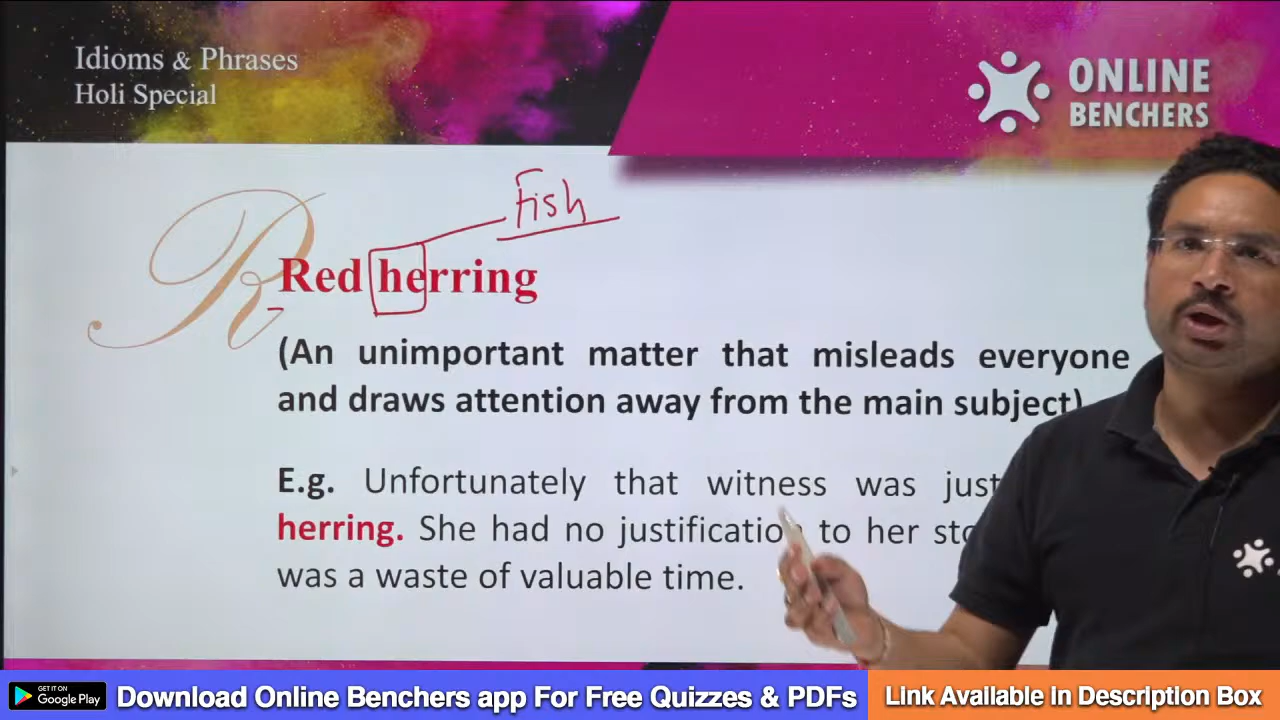 Idioms & Phrases
Holi Special
ONLINE
BENCHERS
Fish
R
Red herring
(An unimportant matter that misleads everyone
and draws attention away from the main subject)
E.g. Unfortunately that witness was just
herring. She had no justification to her
was a waste of valuable time.
GET IT ON
Google Play
Download Online Benchers app For Free Quizzes & PDFs
Link Available In Description Box